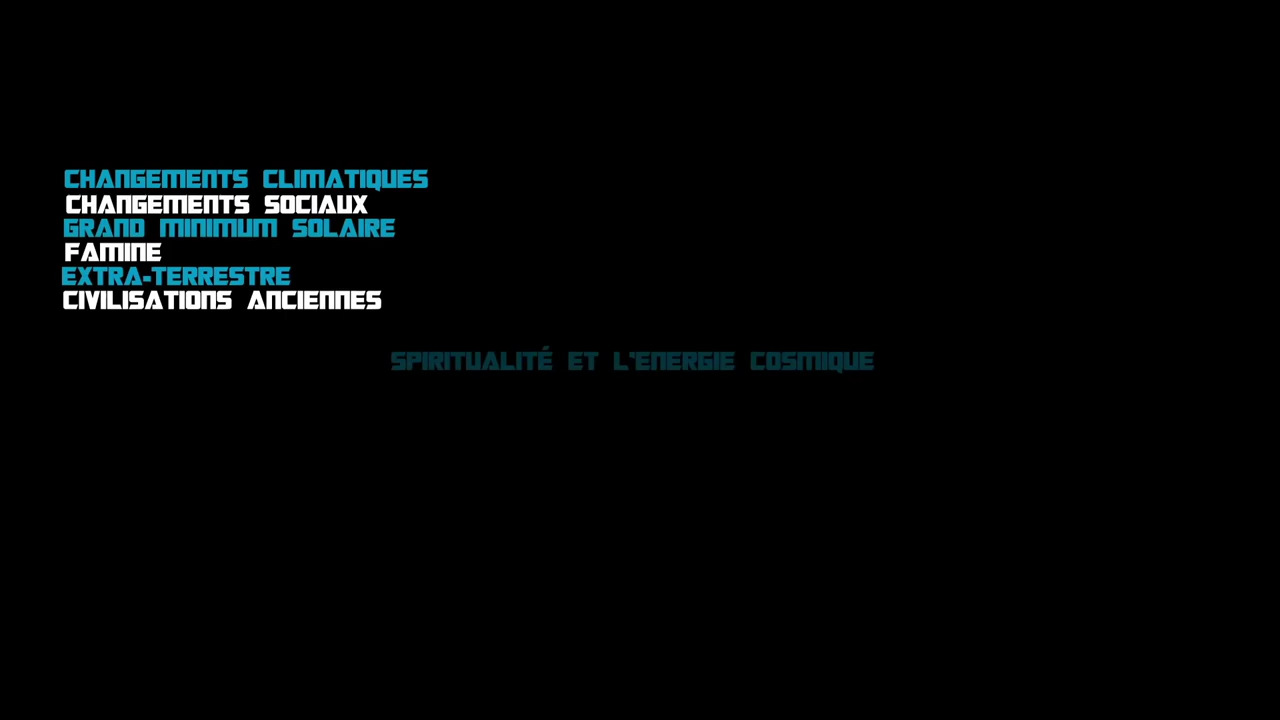 CHANGEMENTS CLIMATIQUES
CHANGEMENTS SOCIAUX
GRAND MINIMUM SOLAIRE
FAMINE
EXTRA-TERRESTRE
CIVILISATIONS ANCIENNES
SPIRITUALITÉ ET L'ENERGIE COSMIQUE